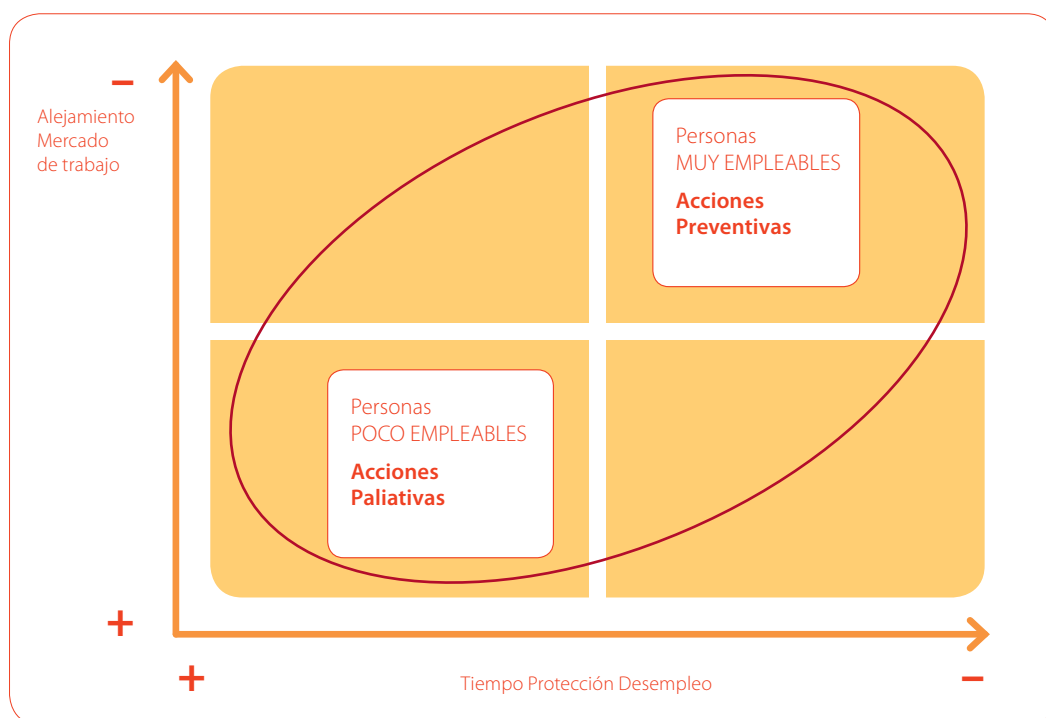 –
Alejamiento
Mercado
de trabajo
Personas
MUY EMPLEABLES
Acciones
Preventivas
Personas
POCO EMPLEABLES
Acciones
Paliativas
+
+
Tiempo Protección Desempleo
–